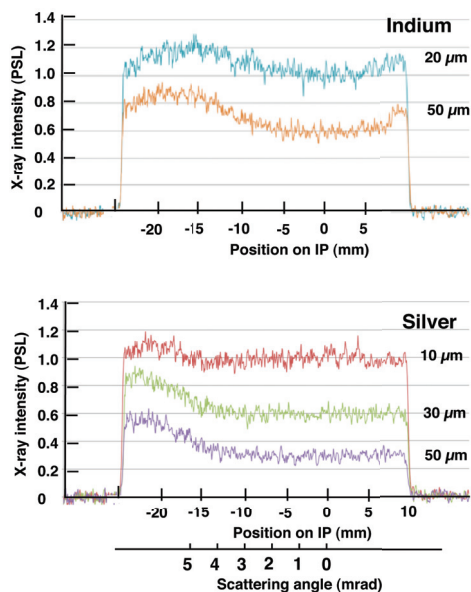 Indium
1.4
1.2
1.0
0.8
0.6
0.4
0.2
0
X-ray intensity (PSL)
20 µm
50 µm
-20 -15 -10 -5 0 5
Position on IP (mm)
Silver
1.4
1.2
1.0
0.8
0.6
0.4
0.2
0
X-ray intensity (PSL)
10 µm
30 µm
50 µm
-20 -15 -10 -5 0 5 10
Position on IP (mm)
5 4 3 2 1 0
Scattering angle (mrad)